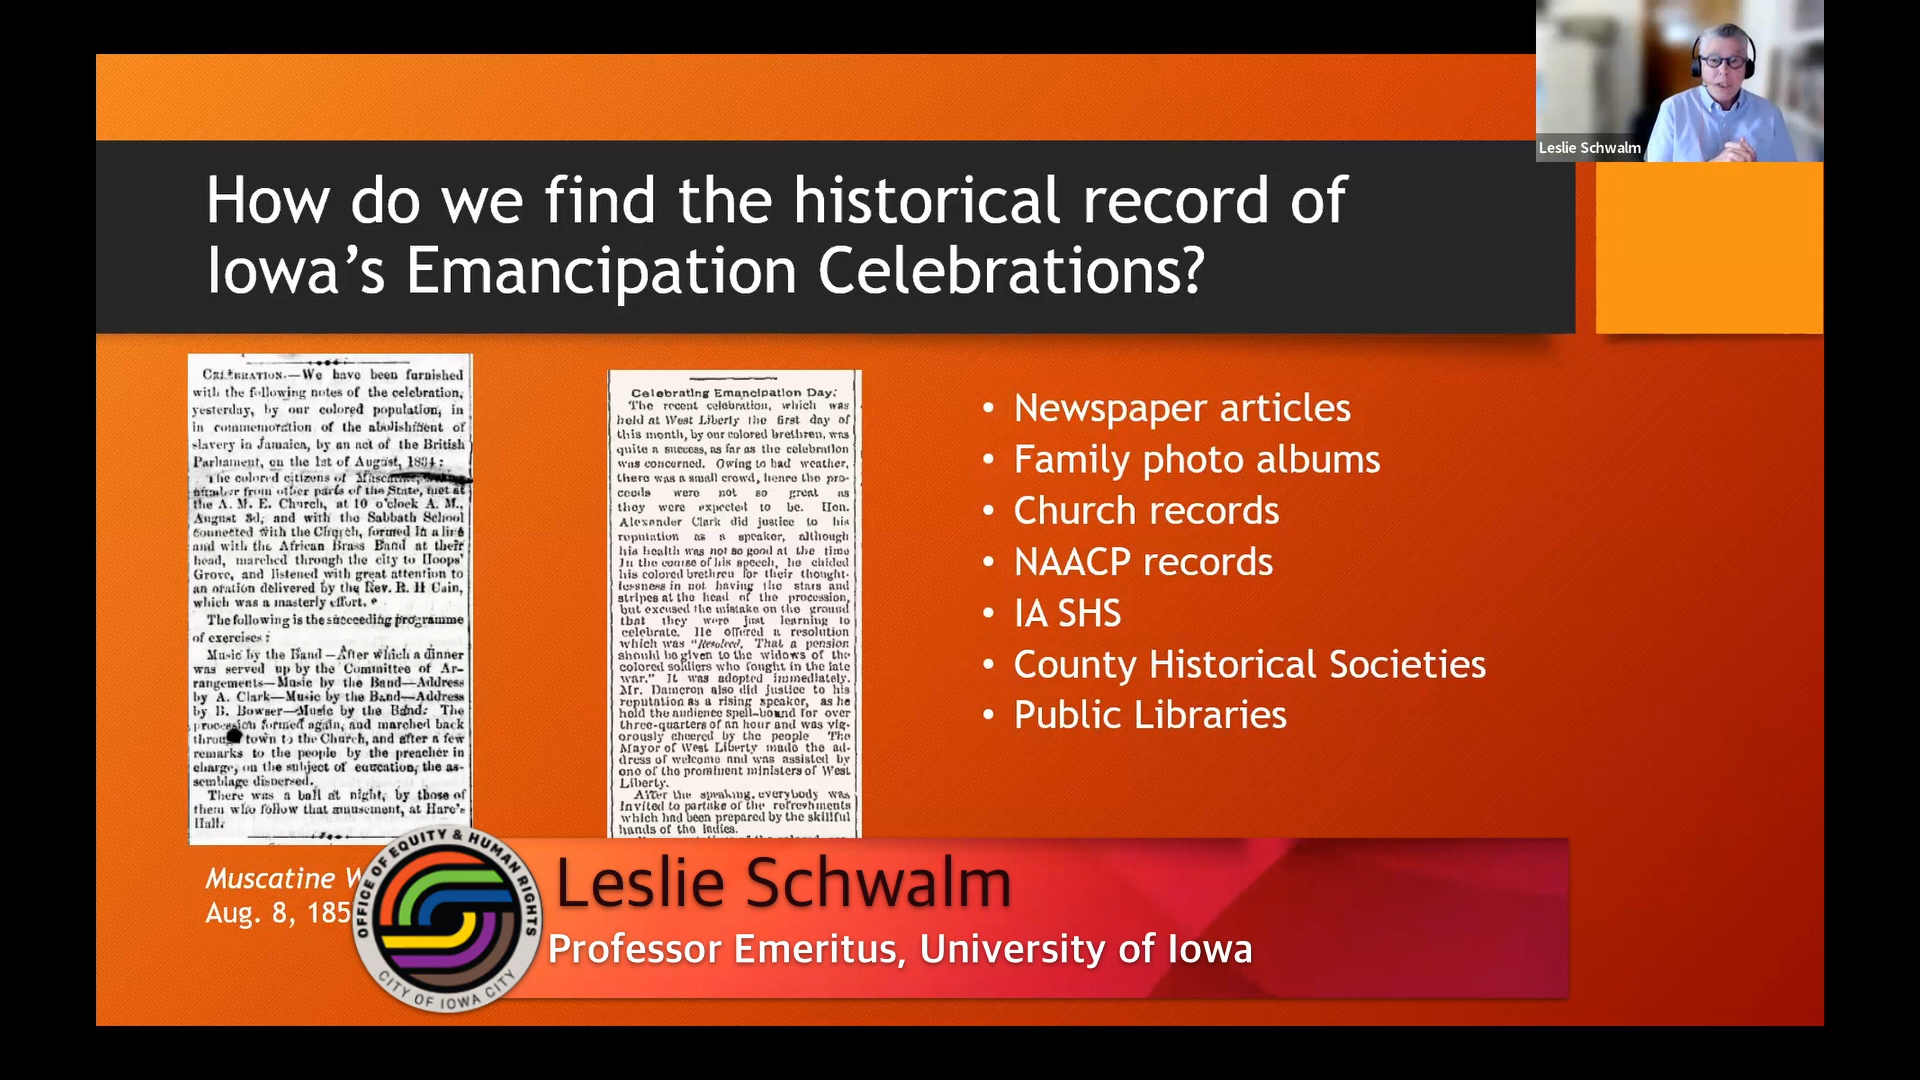 Leslie Schwalm
How do we find the historical record of
Iowa’s Emancipation Celebrations?
CELEBRATION.—We have been furnished
with the following notes of the celebration,
yesterday, by our colored population, in
in commemoration of the abolishment of
slavery in Jamaica, by an act of the British
Parliament, on the 1st of August, 1834:
The colored citizens of
number from other parts of the State, met at
the A. M. E. Church, at 10 o'clock A. M.,
August 3d, and with the Sabbath School
connected with the Church, formed in a line
and with the African Brass Band at their
head, marched through the city to Hoops'
Grove, and listened with great attention to
an oration delivered by the Rev. R. H Cain,
which was a masterly effort.
The following is the succeeding programme
of exercises:
Music by the Band—After which a dinner
was served up by the Committee of Ar-
rangements—Music by the Band—Address
by A. Clark—Music by the Band—Address
by B. Bowser—Music by the Band: The
procession formed again, and marched back
through town to the Church, and after a few
remarks to the people by the preacher in
charge, on the subject of education, the as-
semblage dispersed.
There was a ball at night, by those of
them who follow that amusement, at Hare's
Hall.
Celebrating Emancipation Day.
The recent celebration, which was
held at West Liberty the first day of
this month, by our colored brethren, was
quite a success, as far as the celebration
was concerned. Owing to bad weather,
there was a small crowd, hence the pro-
ceeds were not so great as
they were expected to be. Hon.
Alexander Clark did justice to his
reputation as a speaker, although
his health was not so good at the time
In the course of his speech, he chided
his colored brethren for their thought-
lessness in not having the stars and
stripes at the head of the procession,
but excused the mistake on the ground
that they were just learning to
celebrate. He offered a resolution
which was "Resolved, That a pension
should be given to the widows of the
colored soldiers who fought in the late
war." It was adopted immediately.
Mr. Dameron also did justice to his
reputation as a rising speaker, as he
held the audience spell-bound for over
three-quarters of an hour and was vig-
orously cheered by the people The
Mayor of West Liberty made the ad-
dress of welcome and was assisted by
one of the prominent ministers of West
Liberty.
After the speaking, everybody was
invited to partake of the refreshments
which had been prepared by the skillful
hands of the ladies.
• Newspaper articles
• Family photo albums
• Church records
• NAACP records
• IA SHS
• County Historical Societies
• Public Libraries
Muscatine W
Aug. 8, 185
OFFICE OF EQUITY & HUMAN RIGHTS
CITY OF IOWA CITY
Leslie Schwalm
Professor Emeritus, University of Iowa